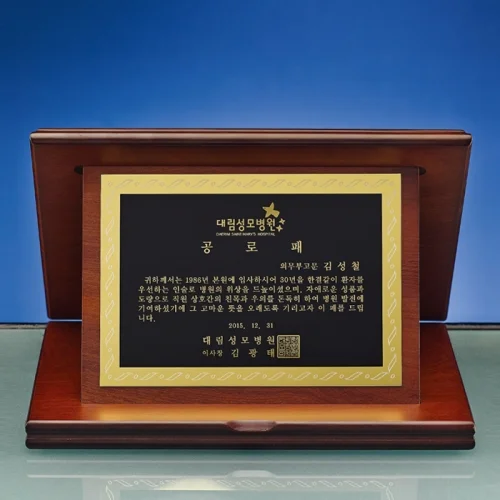 대림성모병원
공 로 패
의무부고문 김성철
귀하께서는 1986년 본원에 입사하시어 30년을 한결같이 환자를
우선하는 인술로 병원의 위상을 드높이셨으며, 자애로운 성품과
도량으로 직원 상호간의 친목과 우의를 돈독히 하여 병원 발전에
기여하셨기에 그 고마운 뜻을 오래도록 기리고자 이 패를 드립
니다.
2015. 12. 31
대림성모병원
이사장 김 광 태